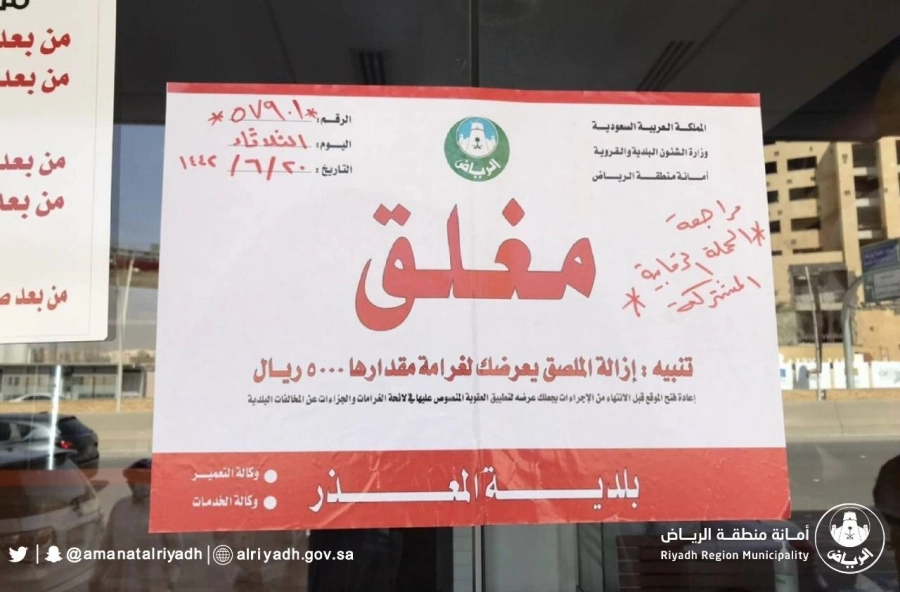 من بعد
من بعد
من بعد
من بعد
من بعد
المملكة العربية السعودية
وزارة الشئون البلدية والقروية
أمانة منطقة الرياض
الرياض
الرقم: *٥٧٩٠١*
اليوم: الثلاثاء
التاريخ: ٢٠/٦/١٤٤٢
مراجعة
*الحملة الرقابية
المشتركة*
مغلق
تنبيه : إزالة الملصق يعرضك لغرامة مقدارها ٥٠٠٠ ريال
إعادة فتح الموقع قبل الانتهاء من الإجراءات يجعلك عرضه لتطبيق العقوبة المنصوص عليها في لائحة الغرامات والجزاءات عن المخالفات البلدية
بلديـــة المعـــذر
وكالة التعمير
وكالة الخدمات
@amanatalriyadh
alriyadh.gov.sa
أمانة منطقة الرياض
Riyadh Region Municipality
الرياض